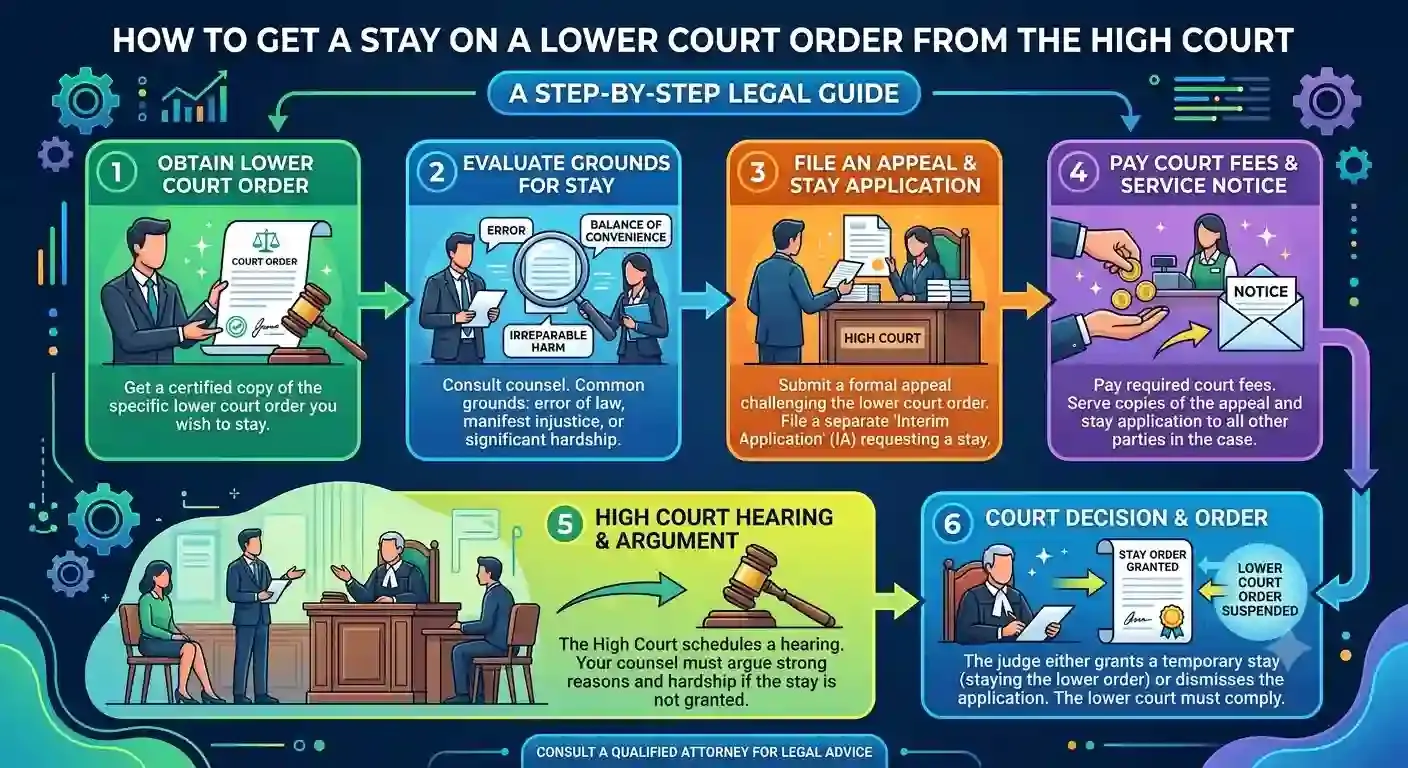 HOW TO GET A STAY ON A LOWER COURT ORDER FROM THE HIGH COURT
A STEP-BY-STEP LEGAL GUIDE
1
OBTAIN LOWER
COURT ORDER
COURT ORDER
Get a certified copy of the
specific lower court order you
wish to stay.
2
EVALUATE GROUNDS
FOR STAY
ERROR
BALANCE OF
CONVENIENCE
IRREPARABLE
HARM
Consult counsel. Common
grounds: error of law,
manifest injustice, or
significant hardship.
3
FILE AN APPEAL &
STAY APPLICATION
HIGH COURT
Submit a formal appeal
challenging the lower court order.
File a separate 'Interim
Application' (IA) requesting a stay.
4
PAY COURT FEES &
SERVICE NOTICE
NOTICE
Pay required court fees.
Serve copies of the appeal and
stay application to all other
parties in the case.
5
HIGH COURT HEARING
& ARGUMENT
The High Court schedules a hearing.
Your counsel must argue strong
reasons and hardship if the stay is
not granted.
6
COURT DECISION & ORDER
STAY ORDER
GRANTED
LOWER
COURT
ORDER
SUSPENDED
The judge either grants a temporary stay
(staying the lower order) or dismisses the
application. The lower court must comply.
CONSULT A QUALIFIED ATTORNEY FOR LEGAL ADVICE